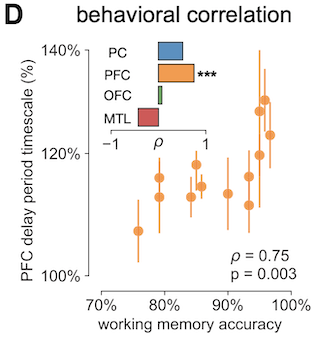 D behavioral correlation
140%
PC
PFC ***
OFC
MTL
−1 ρ 1
120%
PFC delay period timescale (%)
ρ = 0.75
p = 0.003
100%
70% 80% 90% 100%
working memory accuracy